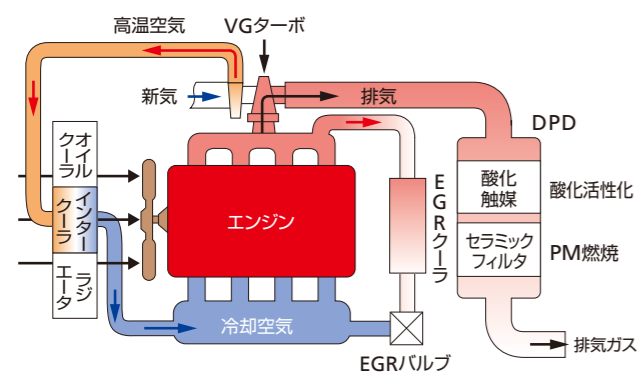 高温空気
VGターボ
新気
排気
DPD
オイル
クーラ
インター
クーラ
ラジ
エータ
エンジン
EGRクーラ
酸化
触媒
酸化活性化
セラミック
フィルタ
PM燃焼
冷却空気
EGRバルブ
排気ガス